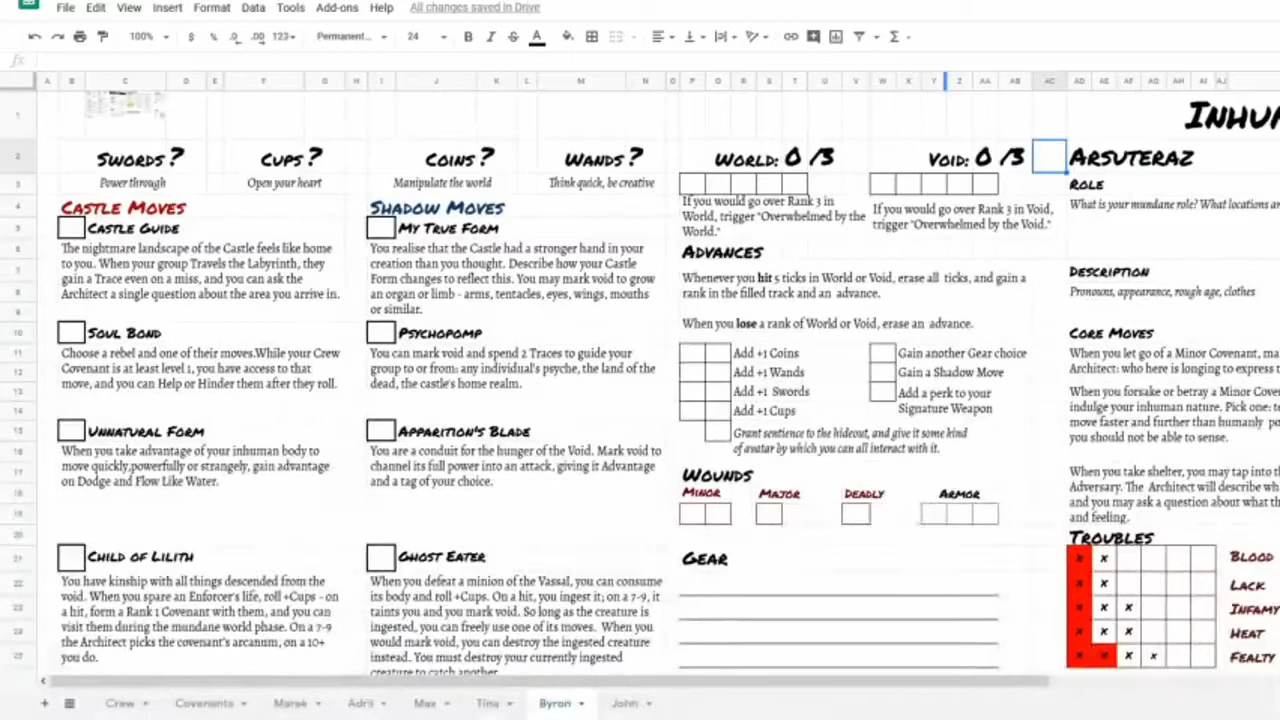 File Edit View Insert Format Data Tools Add-ons Help All changes saved in Drive
100% $ % .0 .00 123 Permanent... 24 B I S A
fx
A B C D E F G H I J K L M N O P Q R S T U V W X Y Z AA AB AC AD AE AF AG AH AI AJ
1
INHU
2
SWORDS ? CUPS ? COINS ? WANDS ? WORLD: 0 /3 VOID: 0 /3 ARSUTERAZ
3
Power through Open your heart Manipulate the world Think quick, be creative
ROLE
4
CASTLE MOVES SHADOW MOVES
What is your mundane role? What locations ar
If you would go over Rank 3 in
World, trigger "Overwhelmed by the
World."
If you would go over Rank 3 in Void,
trigger "Overwhelmed by the Void."
CASTLE GUIDE
The nightmare landscape of the Castle feels like home
to you. When your group Travels the Labyrinth, they
gain a Trace even on a miss, and you can ask the
Architect a single question about the area you arrive in.
MY TRUE FORM
You realise that the Castle had a stronger hand in your
creation than you thought. Describe how your Castle
Form changes to reflect this. You may mark void to grow
an organ or limb - arms, tentacles, eyes, wings, mouths
or similar.
ADVANCES
Whenever you hit 5 ticks in World or Void, erase all ticks, and gain a
rank in the filled track and an advance.
When you lose a rank of World or Void, erase an advance.
DESCRIPTION
Pronouns, appearance, rough age, clothes
SOUL BOND
Choose a rebel and one of their moves.While your Crew
Covenant is at least level 1, you have access to that
move, and you can Help or Hinder them after they roll.
PSYCHOPOMP
You can mark void and spend 2 Traces to guide your
group to or from: any individual's psyche, the land of the
dead, the castle's home realm.
Add +1 Coins
Add +1 Wands
Add +1 Swords
Add +1 Cups
Gain another Gear choice
Gain a Shadow Move
Add a perk to your
Signature Weapon
Grant sentience to the hideout, and give it some kind
of avatar by which you can all interact with it.
CORE MOVES
When you let go of a Minor Covenant, ma
Architect: who here is longing to express t
When you forsake or betray a Minor Cove
indulge your inhuman nature. Pick one: te
move faster and further than humanly po
you should not be able to sense.
When you take shelter, you may tap into th
Adversary. The Architect will describe wh
and you may ask a question about what th
and feeling.
UNNATURAL FORM
When you take advantage of your inhuman body to
move quickly,powerfully or strangely, gain advantage
on Dodge and Flow Like Water.
APPARITION'S BLADE
You are a conduit for the hunger of the Void. Mark void to
channel its full power into an attack, giving it Advantage
and a tag of your choice.
WOUNDS
MINOR MAJOR DEADLY ARMOR
CHILD OF LILITH
You have kinship with all things descended from the
void. When you spare an Enforcer's life, roll +Cups - on
a hit, form a Rank 1 Covenant with them, and you can
visit them during the mundane world phase. On a 7-9
the Architect picks the covenant's arcanum, on a 10+
you do.
GHOST EATER
When you defeat a minion of the Vassal, you can consume
its body and roll +Cups. On a hit, you ingest it; on a 7-9, it
taints you and you mark void. So long as the creature is
ingested, you can freely use one of its moves. When you
would mark void, you can destroy the ingested creature
instead. You must destroy your currently ingested
creature to catch another.
GEAR
TROUBLES
x x BLOOD
x x LACK
x x x INFAMY
x x x HEAT
x x x x FEALTY
+ Crew Covenants Marek Adrii Max Tina Byron John